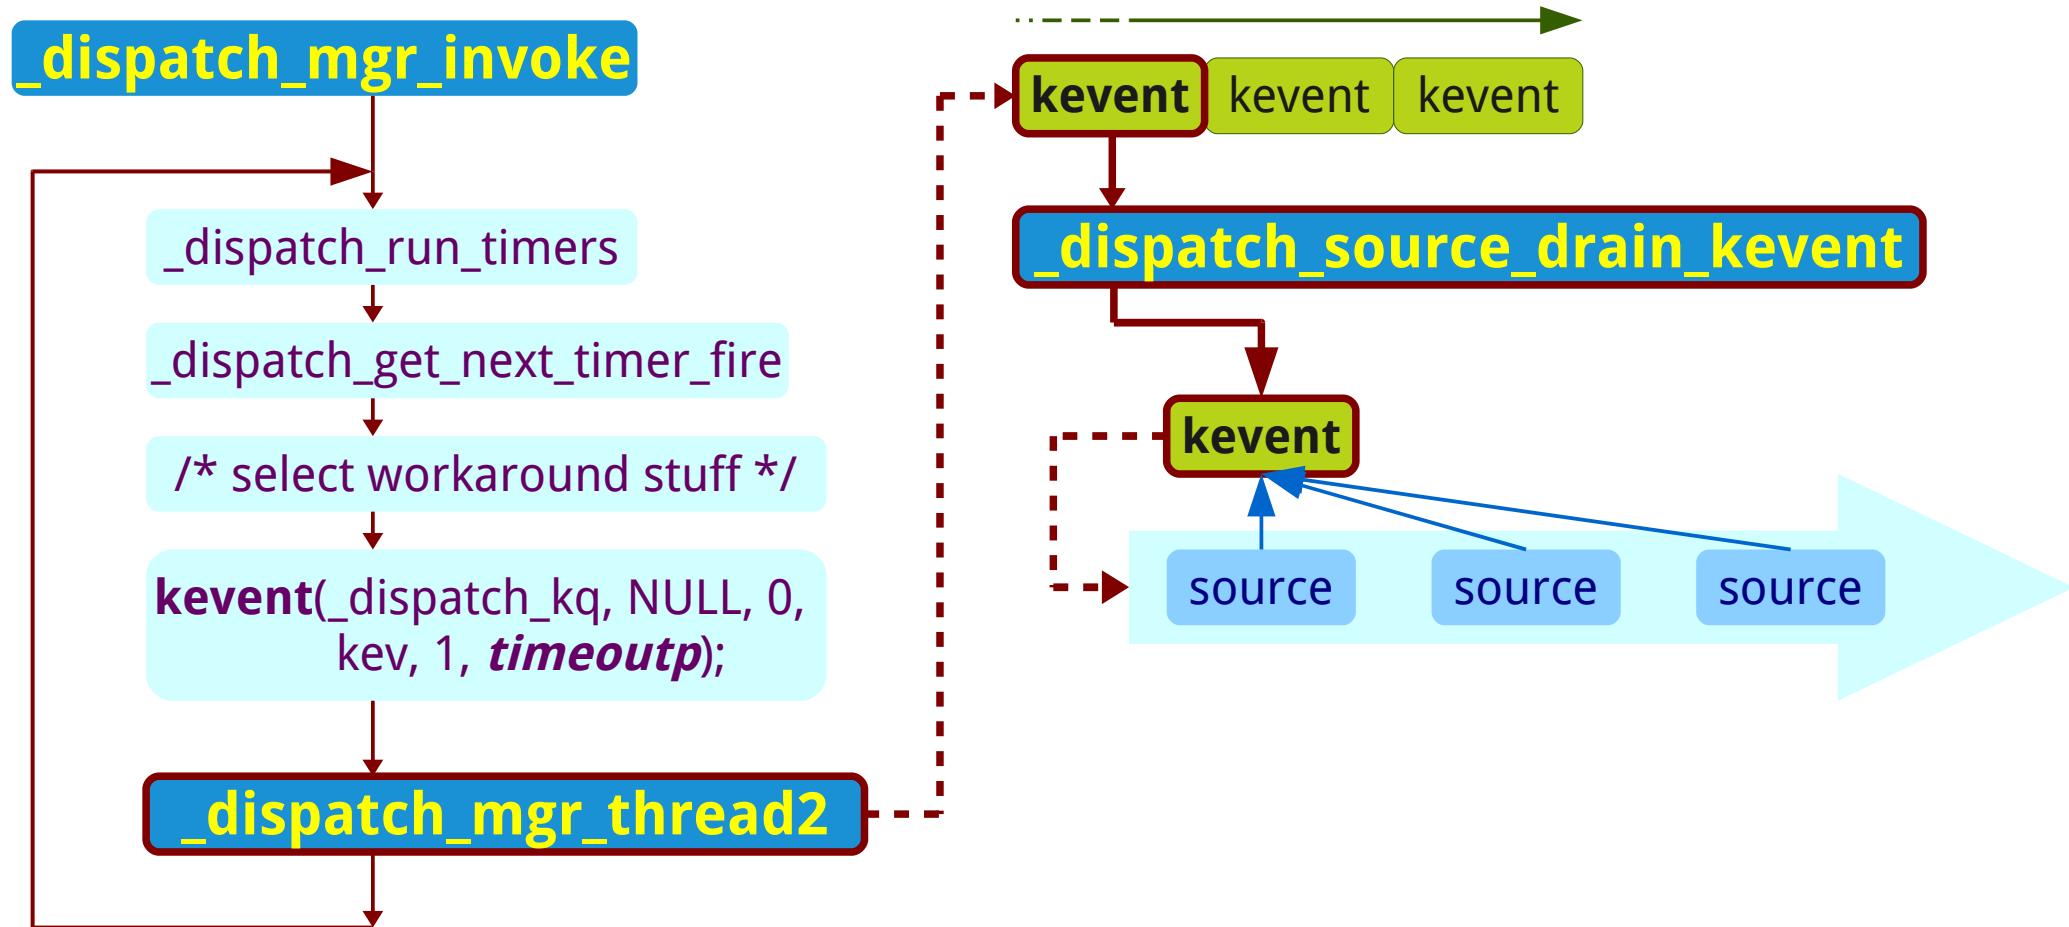 _dispatch_mgr_invoke
_dispatch_run_timers
_dispatch_get_next_timer_fire
/* select workaround stuff */
kevent(_dispatch_kq, NULL, 0,
kev, 1, timeoutp);
_dispatch_mgr_thread2
kevent kevent kevent
_dispatch_source_drain_kevent
kevent
source source source